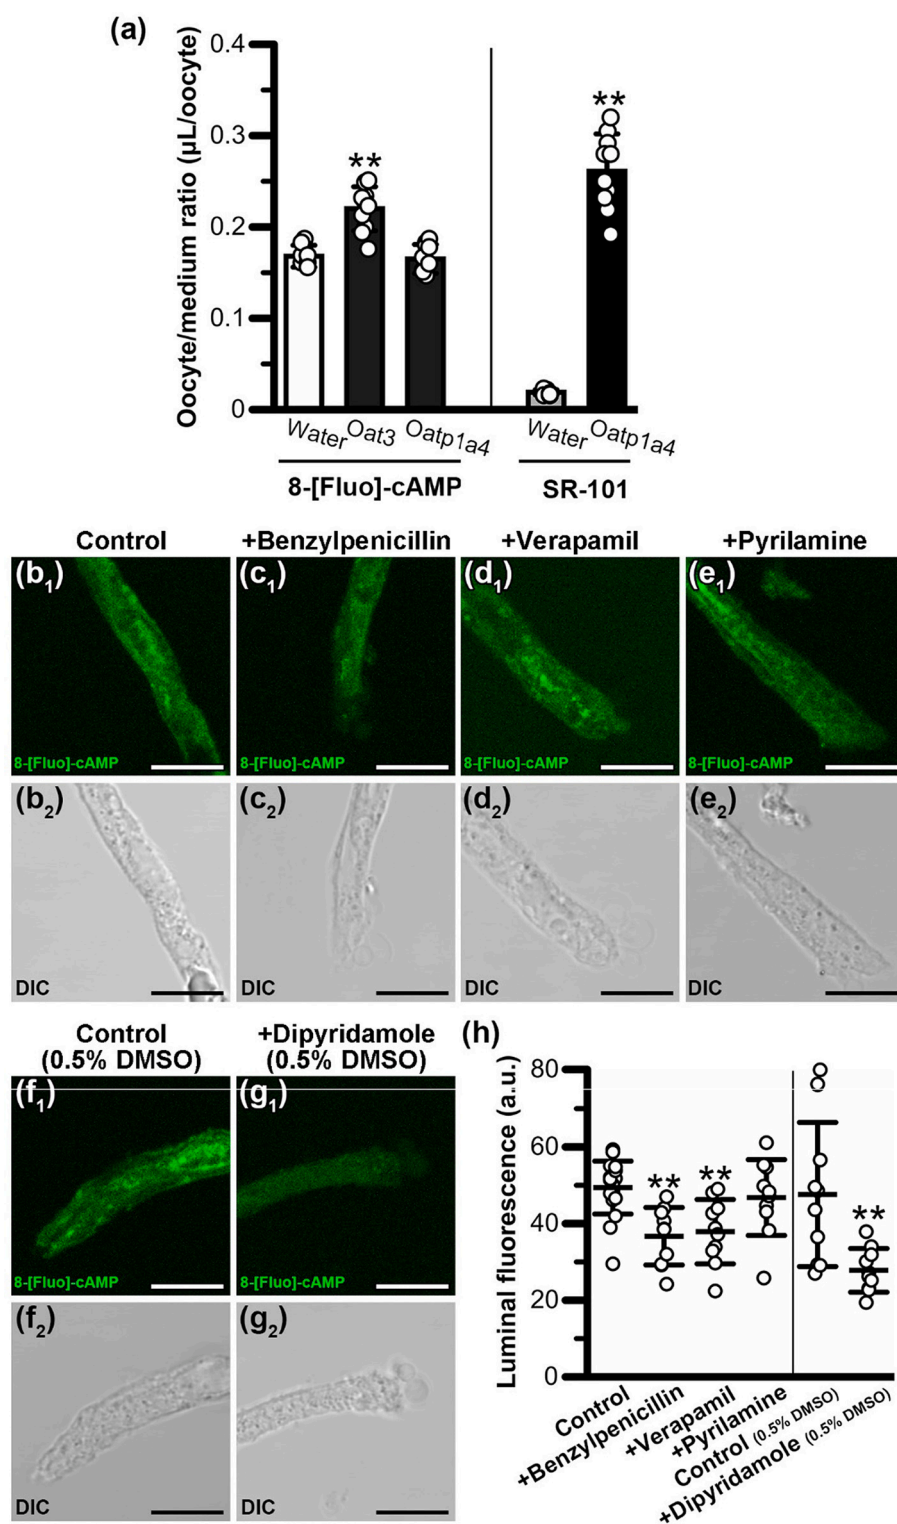 (a)
Oocyte/medium ratio (μL/oocyte)
0.4
0.3
0.2
0.1
0
**
**
Water Oat3 Oatp1a4 Water Oatp1a4
8-[Fluo]-cAMP SR-101
Control +Benzylpenicillin +Verapamil +Pyrilamine
(b1) (c1) (d1) (e1)
8-[Fluo]-cAMP 8-[Fluo]-cAMP 8-[Fluo]-cAMP 8-[Fluo]-cAMP
(b2) (c2) (d2) (e2)
DIC DIC DIC DIC
Control +Dipyridamole
(0.5% DMSO) (0.5% DMSO)
(f1) (g1)
8-[Fluo]-cAMP 8-[Fluo]-cAMP
(f2) (g2)
DIC DIC
(h)
Luminal fluorescence (a.u.)
80
60
40
20
0
** ** **
Control
+Benzylpenicillin
+Verapamil
+Pyrilamine
Control (0.5% DMSO)
+Dipyridamole (0.5% DMSO)